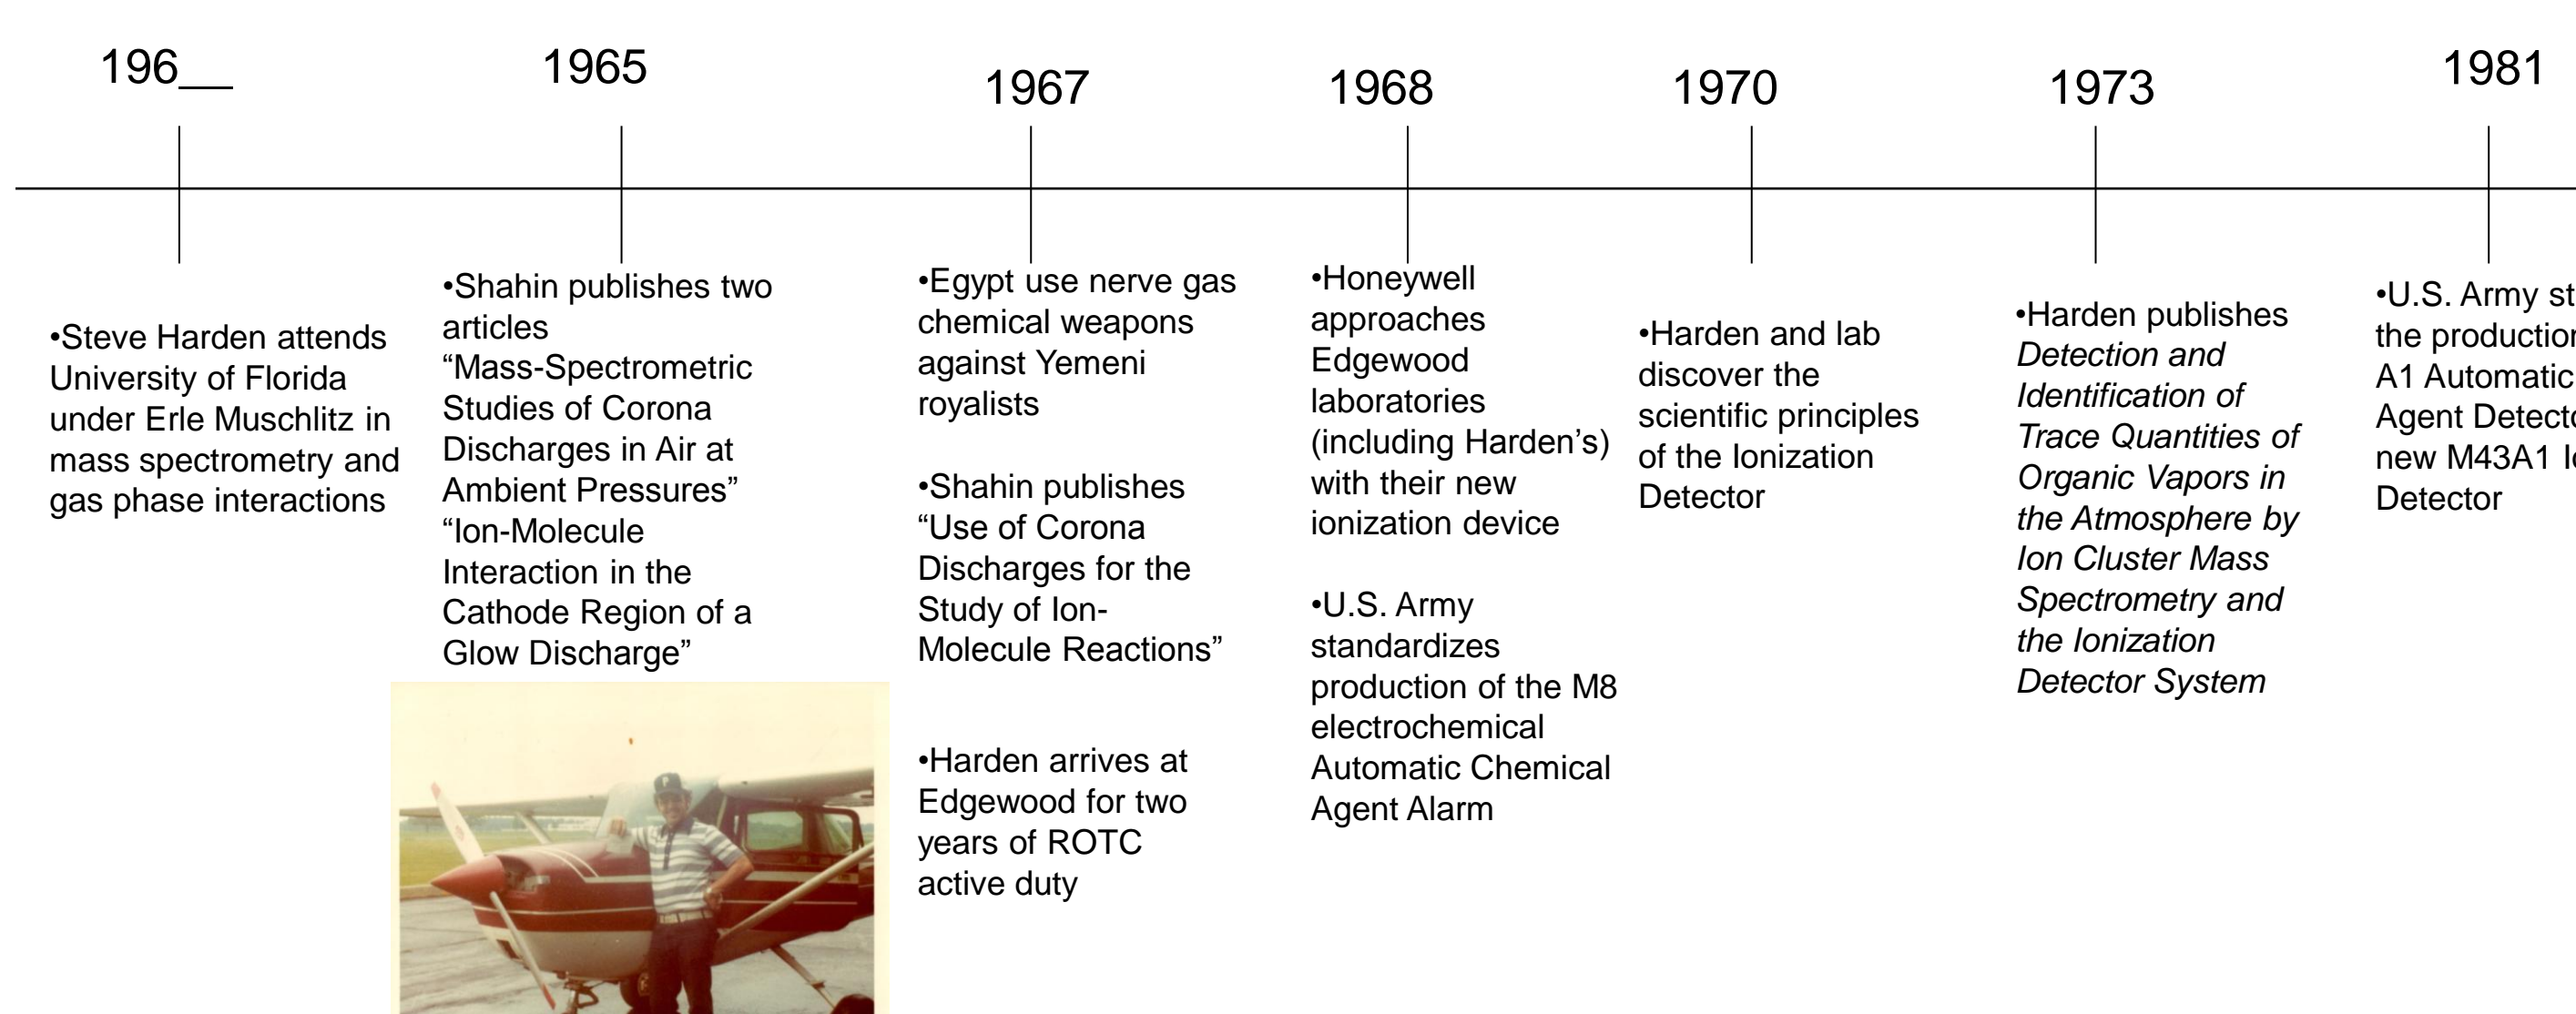 196__
1965
1967
1968
1970
1973
1981
•Steve Harden attends
University of Florida
under Erle Muschlitz in
mass spectrometry and
gas phase interactions
•Shahin publishes two
articles
“Mass-Spectrometric
Studies of Corona
Discharges in Air at
Ambient Pressures”
“Ion-Molecule
Interaction in the
Cathode Region of a
Glow Discharge”
•Egypt use nerve gas
chemical weapons
against Yemeni
royalists
•Shahin publishes
“Use of Corona
Discharges for the
Study of Ion-
Molecule Reactions”
•Harden arrives at
Edgewood for two
years of ROTC
active duty
•Honeywell
approaches
Edgewood
laboratories
(including Harden’s)
with their new
ionization device
•U.S. Army
standardizes
production of the M8
electrochemical
Automatic Chemical
Agent Alarm
•Harden and lab
discover the
scientific principles
of the Ionization
Detector
•Harden publishes
Detection and
Identification of
Trace Quantities of
Organic Vapors in
the Atmosphere by
Ion Cluster Mass
Spectrometry and
the Ionization
Detector System
•U.S. Army
the
A1 Automatic
Agent
new M43A1
Detector